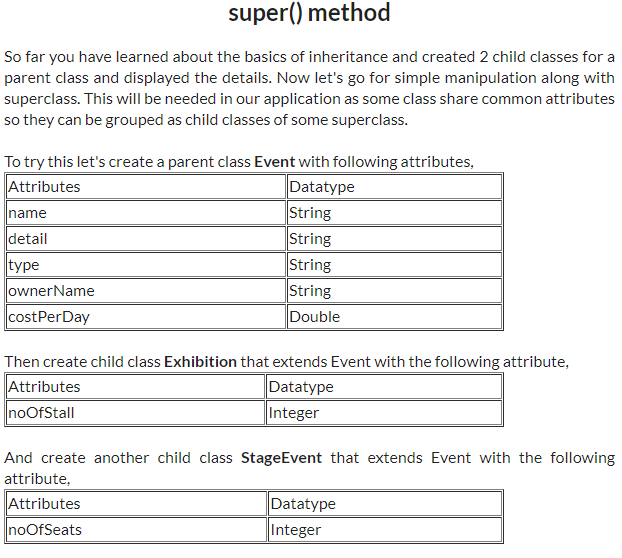 super() method
So far you have learned about the basics of inheritance and created 2 child classes for a
parent class and displayed the details. Now let's go for simple manipulation along with
superclass. This will be needed in our application as some class share common attributes
so they can be grouped as child classes of some superclass.
To try this let's create a parent class Event with following attributes,
Attributes Datatype
name String
detail String
type String
ownerName String
costPerDay Double
Then create child class Exhibition that extends Event with the following attribute,
Attributes Datatype
noOfStall Integer
And create another child class StageEvent that extends Event with the following
attribute,
Attributes Datatype
noOfSeats Integer